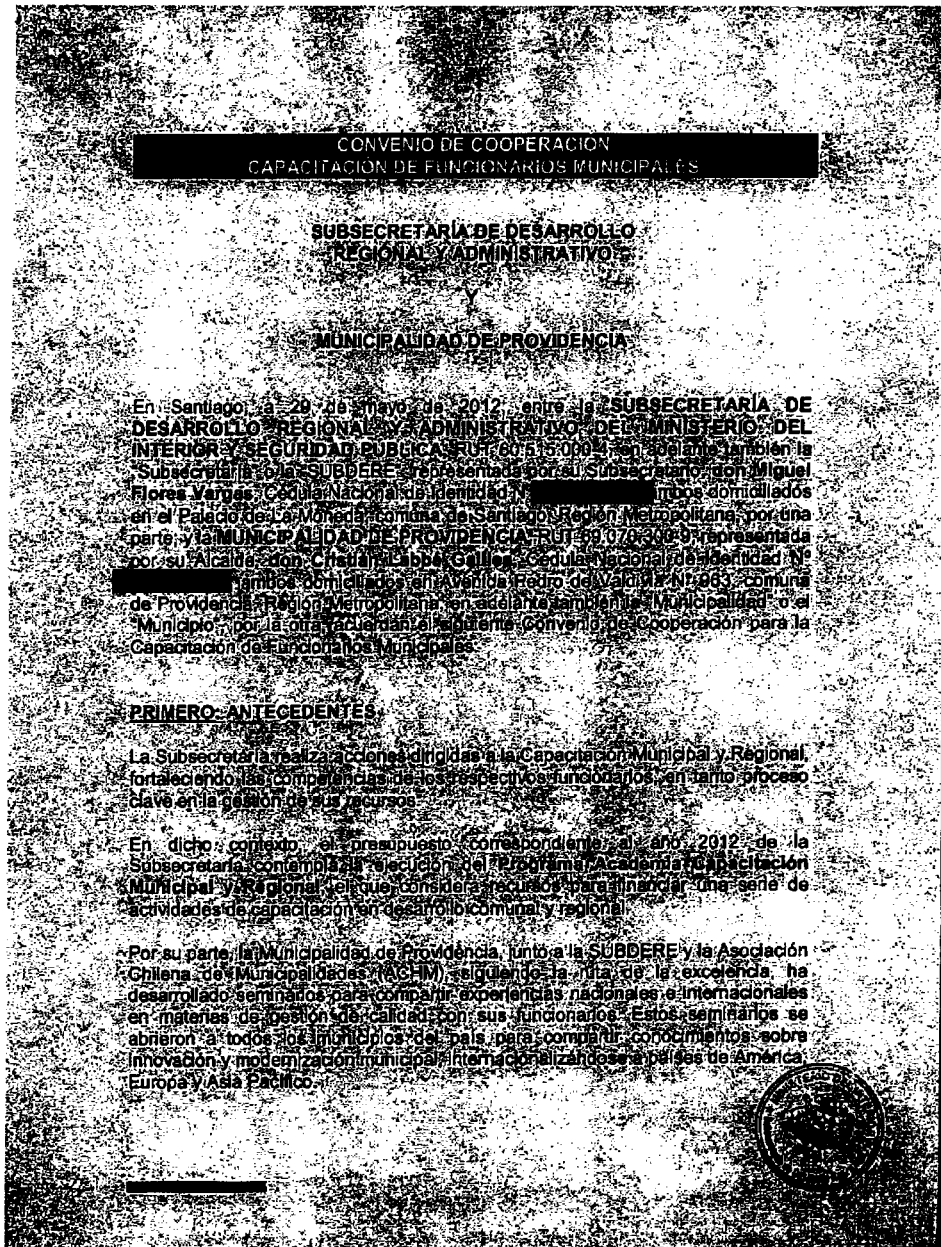 CONVENIO DE COOPERACIÓN
CAPACITACIÓN DE FUNCIONARIOS MUNICIPALES
SUBSECRETARÍA DE DESARROLLO
REGIONAL Y ADMINISTRATIVO
Y
MUNICIPALIDAD DE PROVIDENCIA
En Santiago, a 29 de mayo de 2012, entre la SUBSECRETARÍA DE
DESARROLLO REGIONAL Y ADMINISTRATIVO DEL MINISTERIO DEL
INTERIOR Y SEGURIDAD PÚBLICA, RUT 60.515.000-4, en adelante también la
"Subsecretaría" o la "SUBDERE", representada por su Subsecretario, don Miguel
Flores Vargas, Cédula Nacional de Identidad N° ambos domiciliados
en el Palacio de La Moneda, comuna de Santiago, Región Metropolitana, por una
parte; y la MUNICIPALIDAD DE PROVIDENCIA, RUT 69.070.300-9, representada
por su Alcalde, don Cristián Labbé Galilea, Cédula Nacional de Identidad N°
ambos domiciliados en Avenida Pedro de Valdivia N° 963, comuna
de Providencia, Región Metropolitana, en adelante también la "Municipalidad" o el
"Municipio", por la otra, acuerdan el siguiente Convenio de Cooperación para la
Capacitación de Funcionarios Municipales:
PRIMERO: ANTECEDENTES.
La Subsecretaría realiza acciones dirigidas a la Capacitación Municipal y Regional,
fortaleciendo las competencias de los respectivos funcionarios, en tanto proceso
clave en la gestión de sus recursos.
En dicho contexto, el presupuesto correspondiente al año 2012 de la
Subsecretaría contempla la ejecución del Programa Academia Capacitación
Municipal y Regional, el que considera recursos para financiar una serie de
actividades de capacitación en desarrollo comunal y regional.
Por su parte, la Municipalidad de Providencia, junto a la SUBDERE y la Asociación
Chilena de Municipalidades (ACHM), siguiendo la ruta de la excelencia, ha
desarrollado seminarios para compartir experiencias nacionales e internacionales
en materias de gestión de calidad con sus funcionarios. Estos seminarios se
abrieron a todos los municipios del país para compartir conocimientos sobre
innovación y modernización municipal, internacionalizándose a países de América,
Europa y Asia Pacífico.